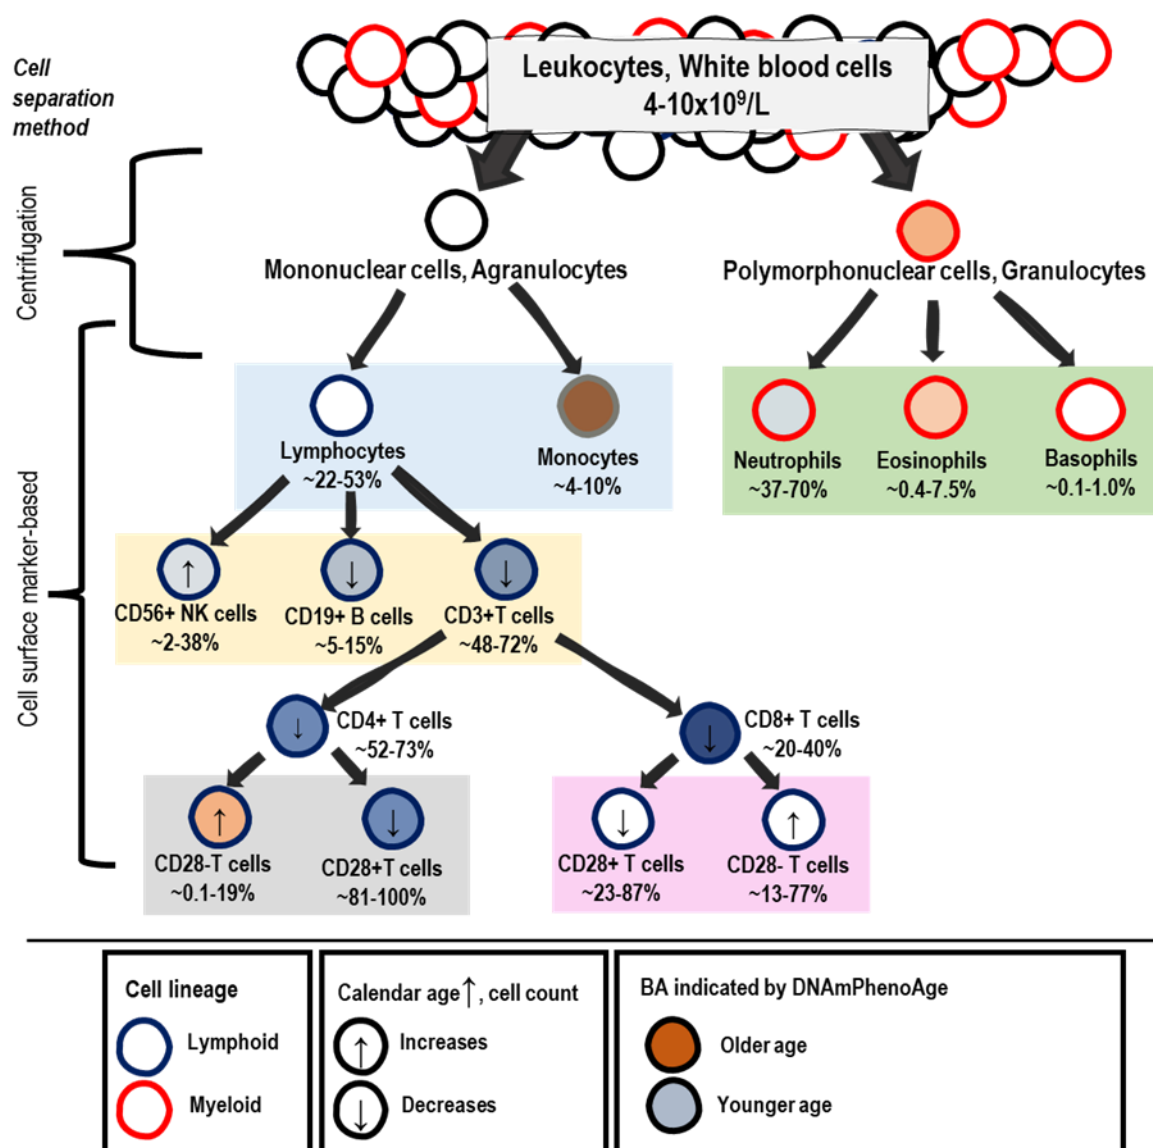 Cell
separation
method
Leukocytes, White blood cells
4-10x10⁹/L
Centrifugation
Mononuclear cells, Agranulocytes
Polymorphonuclear cells, Granulocytes
Cell surface marker-based
Lymphocytes
~22-53%
Monocytes
~4-10%
Neutrophils
~37-70%
Eosinophils
~0.4-7.5%
Basophils
~0.1-1.0%
↑
CD56+ NK cells
~2-38%
↓
CD19+ B cells
~5-15%
↓
CD3+T cells
~48-72%
↓
CD4+ T cells
~52-73%
↓
CD8+ T cells
~20-40%
↑
CD28-T cells
~0.1-19%
↓
CD28+T cells
~81-100%
↓
CD28+ T cells
~23-87%
↑
CD28- T cells
~13-77%
Cell lineage
Lymphoid
Myeloid
Calendar age↑, cell count
↑ Increases
↓ Decreases
BA indicated by DNAmPhenoAge
Older age
Younger age